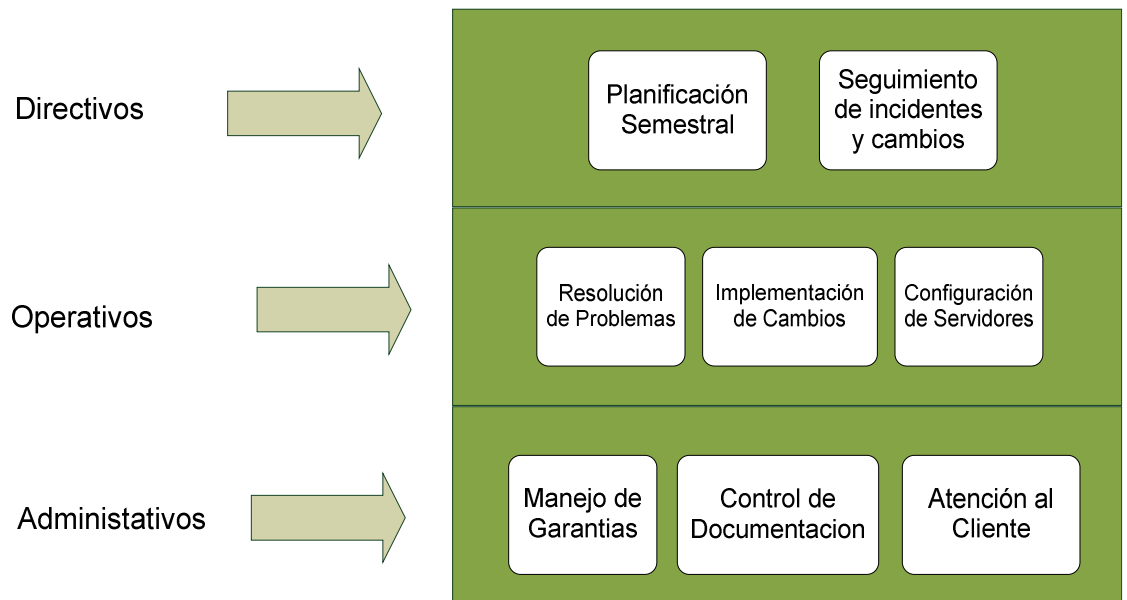 Directivos
Planificación
Semestral
Seguimiento
de incidentes
y cambios
Operativos
Resolución
de Problemas
Implementación
de Cambios
Configuración
de Servidores
Administativos
Manejo de
Garantias
Control de
Documentacion
Atención al
Cliente